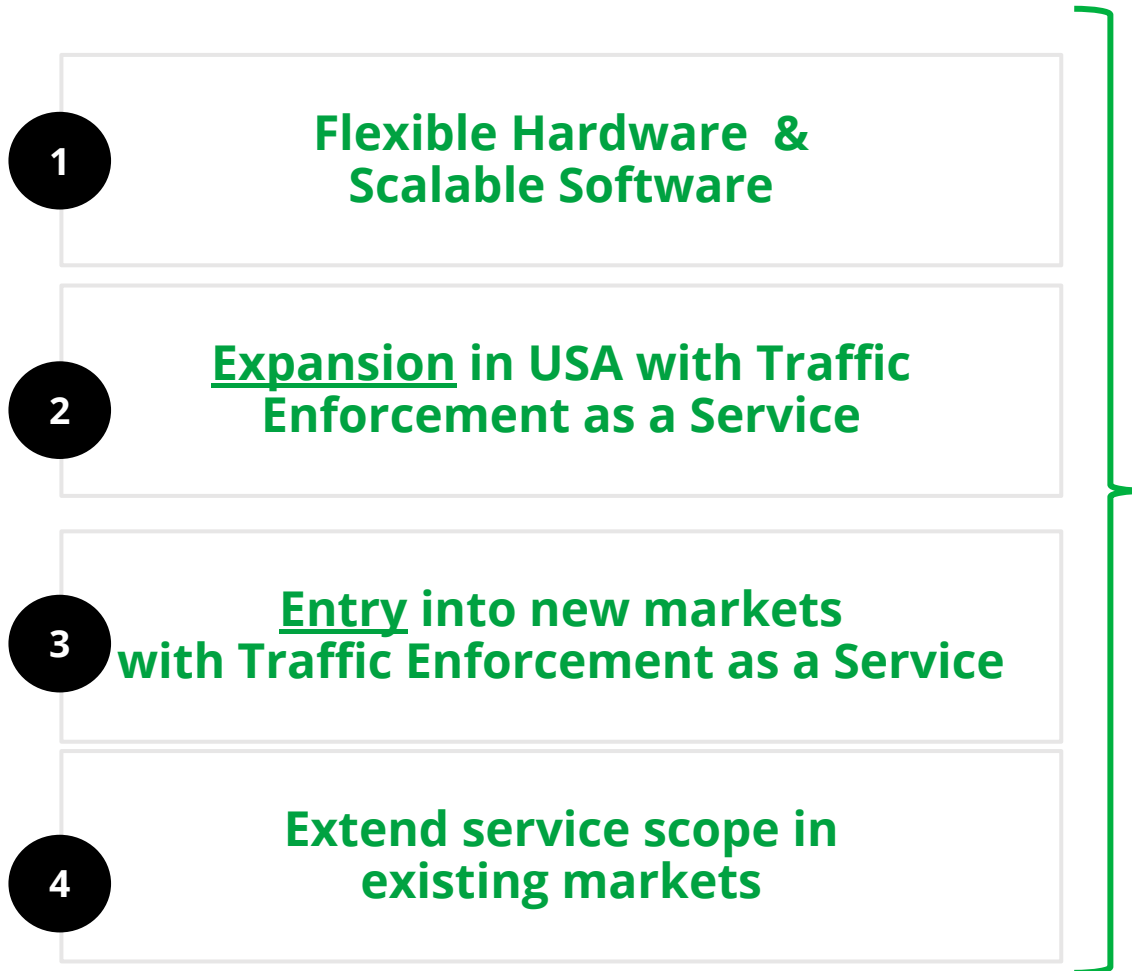 1
Flexible Hardware &
Scalable Software
2
Expansion in USA with Traffic
Enforcement as a Service
3
Entry into new markets
with Traffic Enforcement as a Service
4
Extend service scope in
existing markets